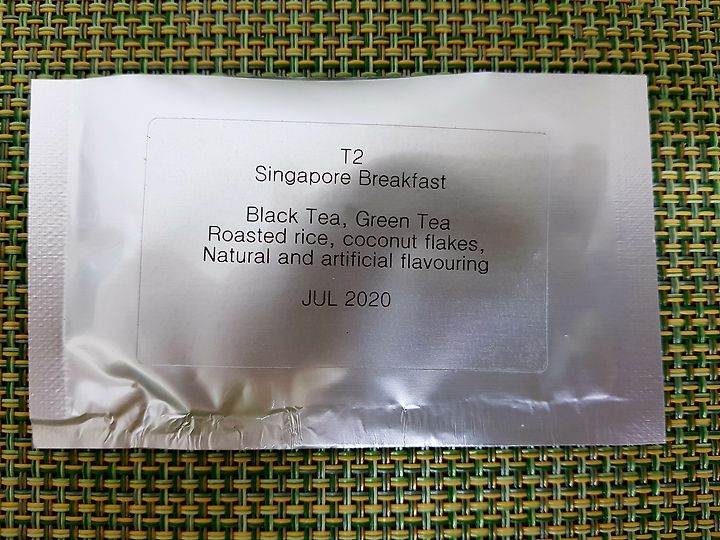 T2
Singapore Breakfast
Black Tea, Green Tea
Roasted rice, coconut flakes,
Natural and artificial flavouring
JUL 2020